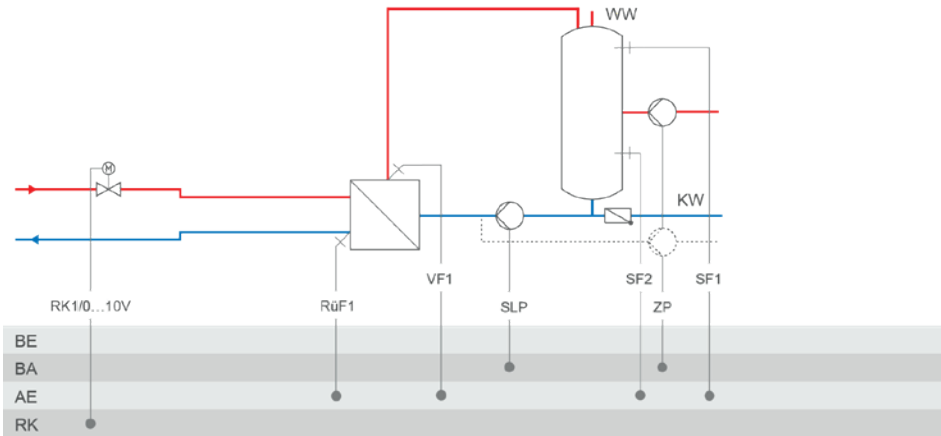 WW
M
KW
VF1
SF2
SF1
RK1/0...10V
RüF1
SLP
ZP
BE
BA
AE
RK